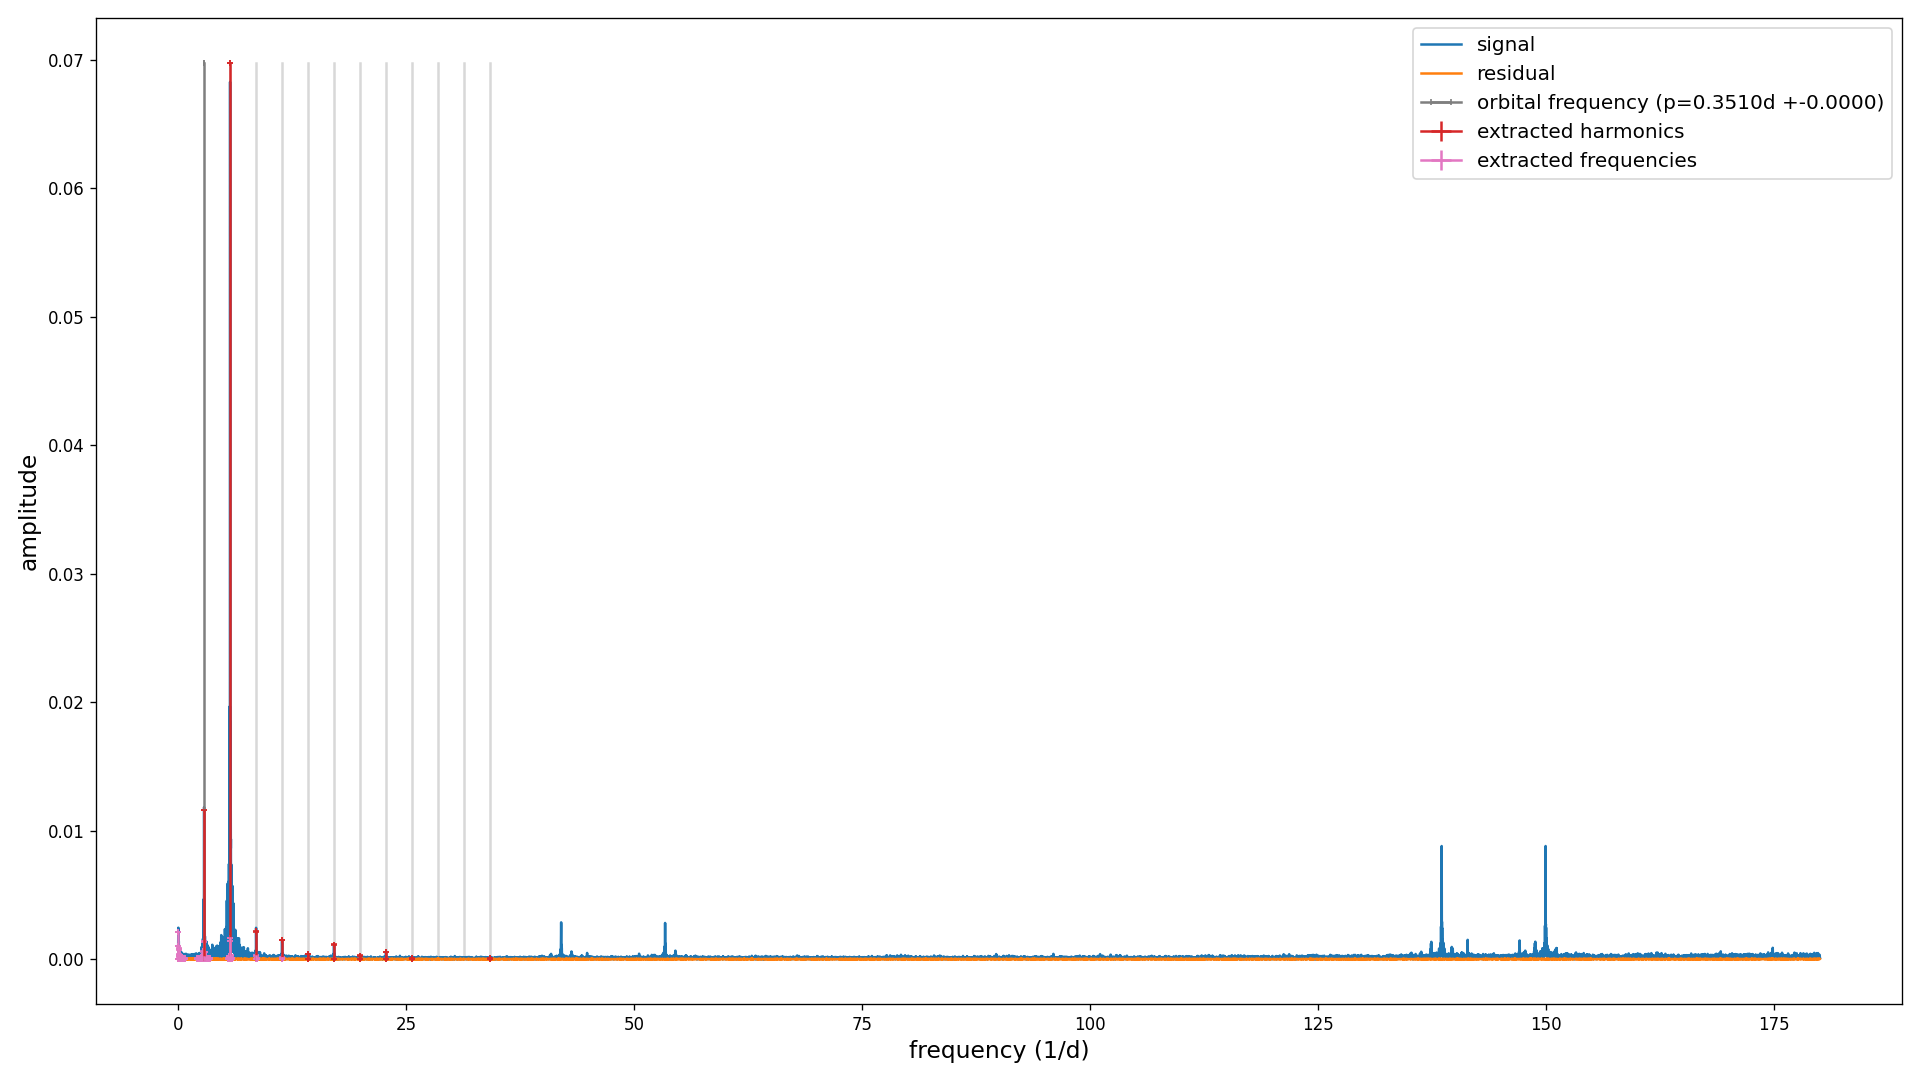 signal
residual
orbital frequency (p=0.3510d +-0.0000)
extracted harmonics
extracted frequencies
0.07
0.06
0.05
0.04
0.03
0.02
0.01
0.00
amplitude
0 25 50 75 100 125 150 175
frequency (1/d)